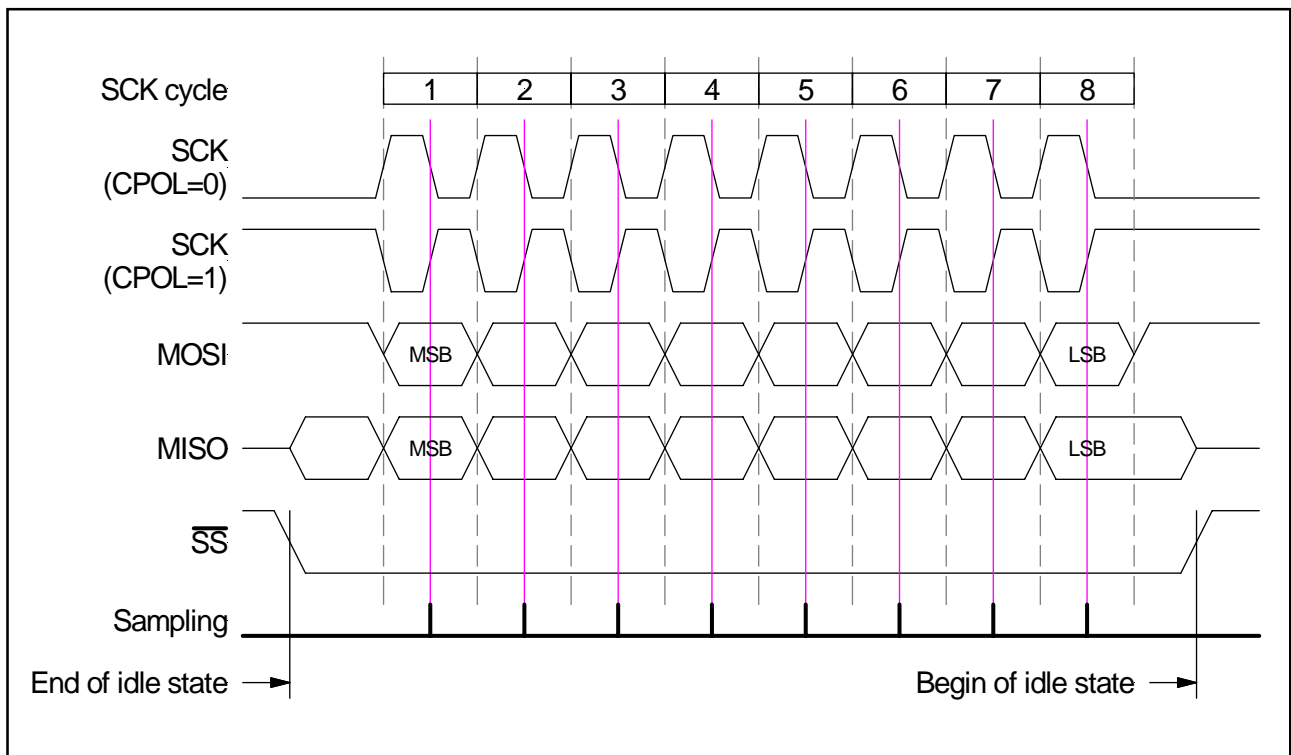 SCK cycle
1 2 3 4 5 6 7 8
SCK
(CPOL=0)
SCK
(CPOL=1)
MOSI
MSB LSB
MISO
MSB LSB
SS
Sampling
End of idle state
Begin of idle state